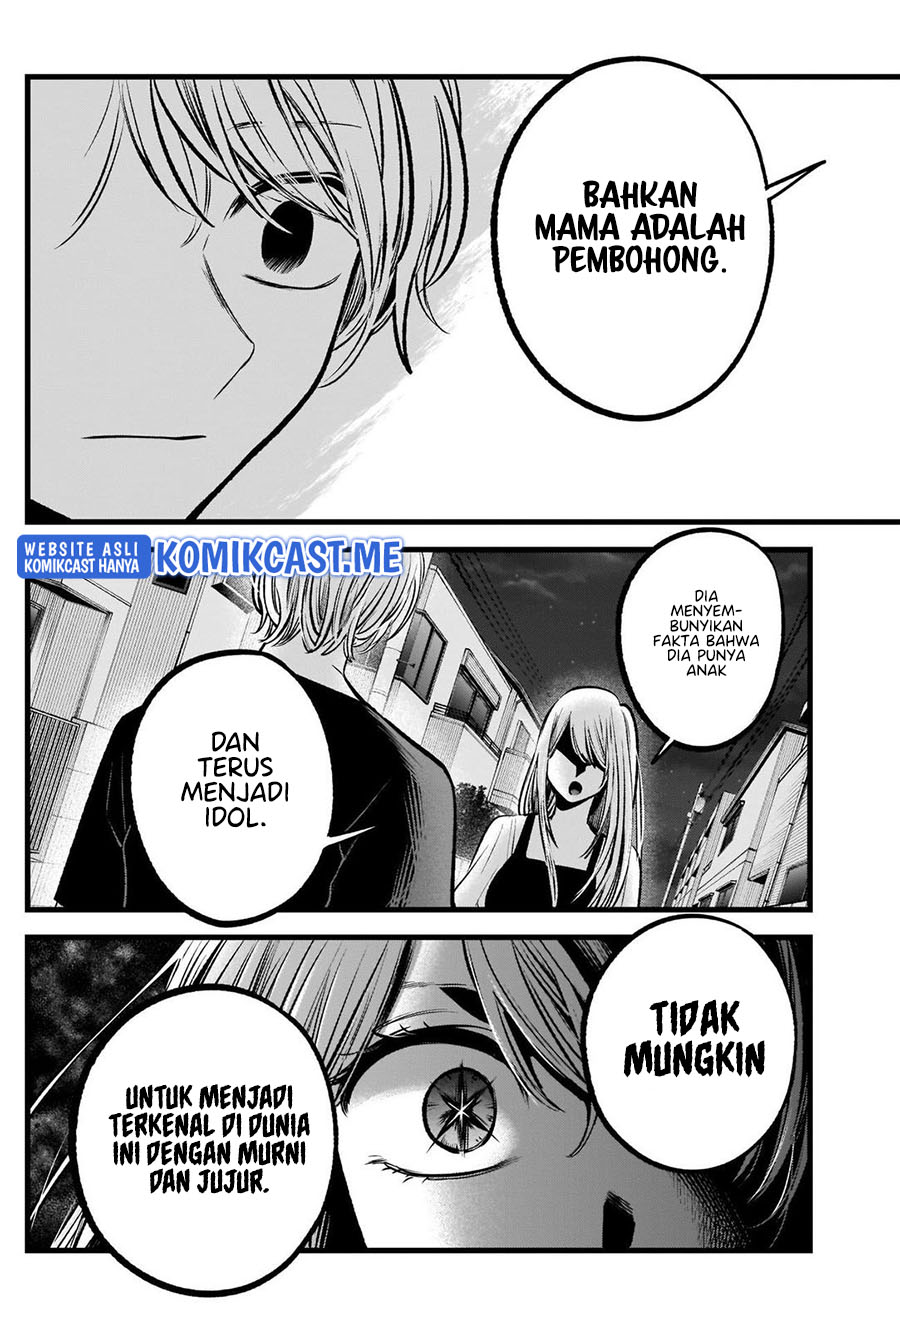 BAHKAN
MAMA ADALAH
PEMBOHONG.
WEBSITE ASLI
KOMIKCAST HANYA
KOMIKCAST.ME
DIA
MENYEM-
BUNYIKAN
FAKTA BAHWA
DIA PUNYA
ANAK
DAN
TERUS
MENJADI
IDOL.
TIDAK
MUNGKIN
UNTUK MENJADI
TERKENAL DI DUNIA
INI DENGAN MURNI
DAN JUJUR.